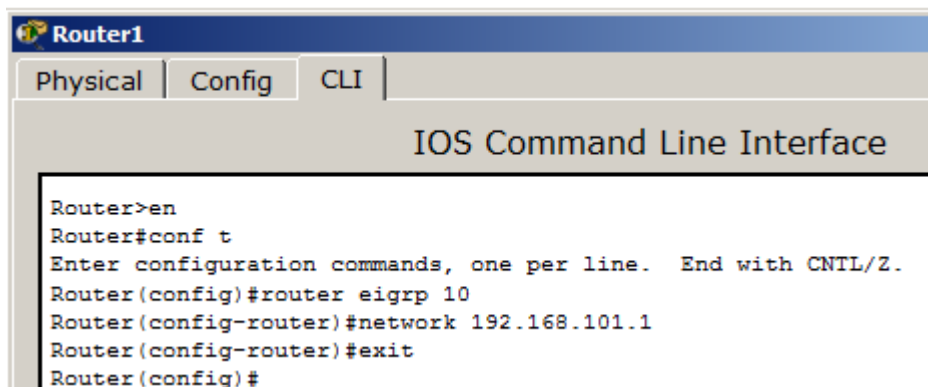 Router1
Physical Config CLI
IOS Command Line Interface
Router>en
Router#conf t
Enter configuration commands, one per line.  End with CNTL/Z.
Router(config)#router eigrp 10
Router(config-router)#network 192.168.101.1
Router(config-router)#exit
Router(config)#